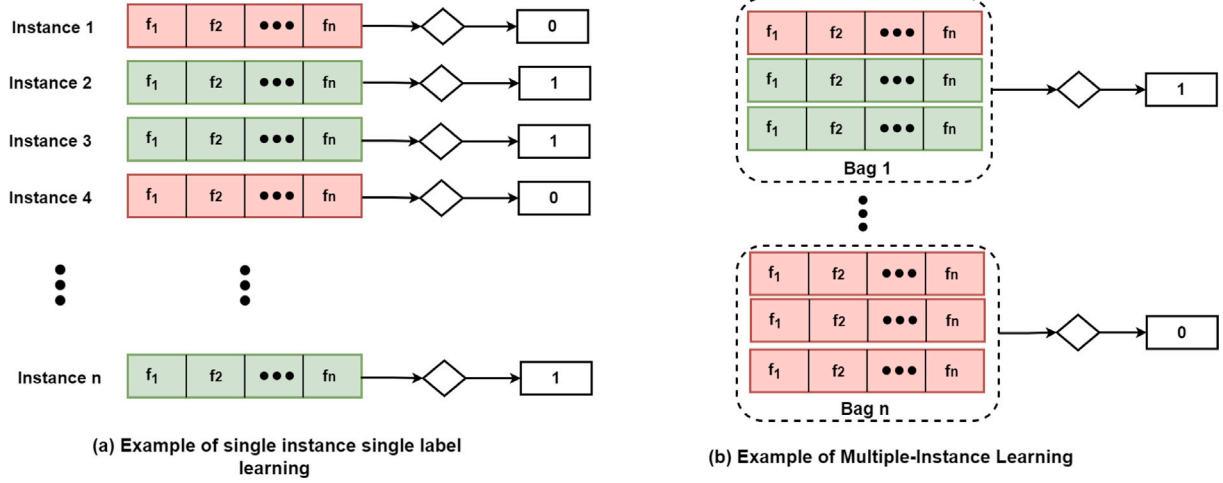 Instance 1 f1 f2 ●●● fn 0
Instance 2 f1 f2 ●●● fn 1
Instance 3 f1 f2 ●●● fn 1
Instance 4 f1 f2 ●●● fn 0
Instance n f1 f2 ●●● fn 1
(a) Example of single instance single label
learning
f1 f2 ●●● fn
f1 f2 ●●● fn 1
f1 f2 ●●● fn
Bag 1
f1 f2 ●●● fn
f1 f2 ●●● fn 0
f1 f2 ●●● fn
Bag n
(b) Example of Multiple-Instance Learning